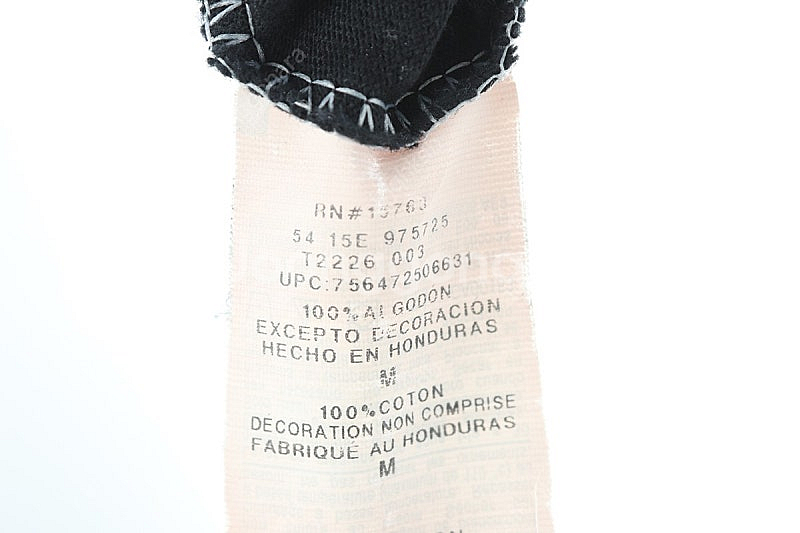 RN#15763
54 15E 975725
T2226 003
UPC:756472506631
100% ALGODON
EXCEPTO DECORACION
HECHO EN HONDURAS
M
100% COTON
DÉCORATION NON COMPRISE
FABRIQUÉ AU HONDURAS
M